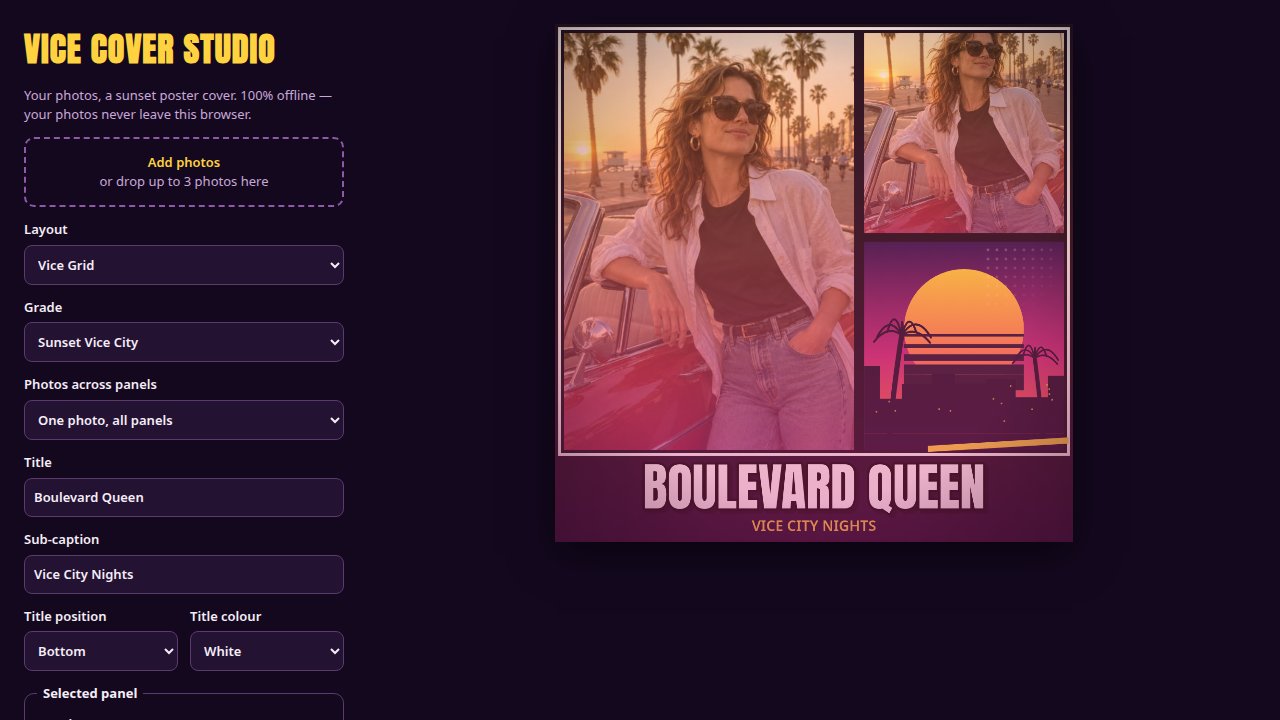 VICE COVER STUDIO
Your photos, a sunset poster cover. 100% offline —
your photos never leave this browser.
Add photos
or drop up to 3 photos here
Layout
Vice Grid
Grade
Sunset Vice City
Photos across panels
One photo, all panels
Title
Boulevard Queen
Sub-caption
Vice City Nights
Title position
Title colour
Bottom
White
Selected panel
BOULEVARD QUEEN
VICE CITY NIGHTS